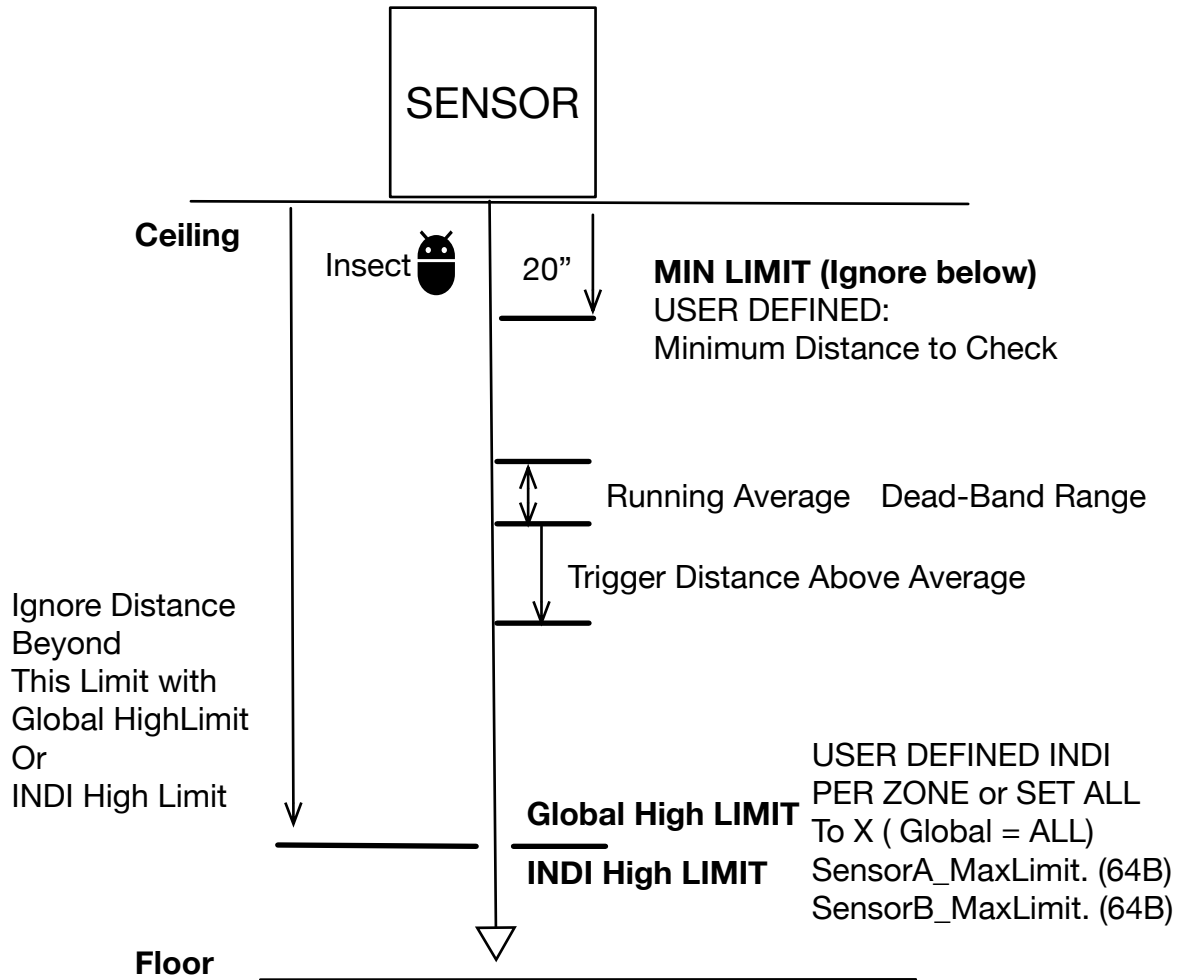 SENSOR
Ceiling
Insect
20”
MIN LIMIT (Ignore below)
USER DEFINED:
Minimum Distance to Check
Running Average Dead-Band Range
Trigger Distance Above Average
Ignore Distance
Beyond
This Limit with
Global HighLimit
Or
INDI High Limit
Global High LIMIT
INDI High LIMIT
USER DEFINED INDI
PER ZONE or SET ALL
To X ( Global = ALL)
SensorA_MaxLimit. (64B)
SensorB_MaxLimit. (64B)
Floor